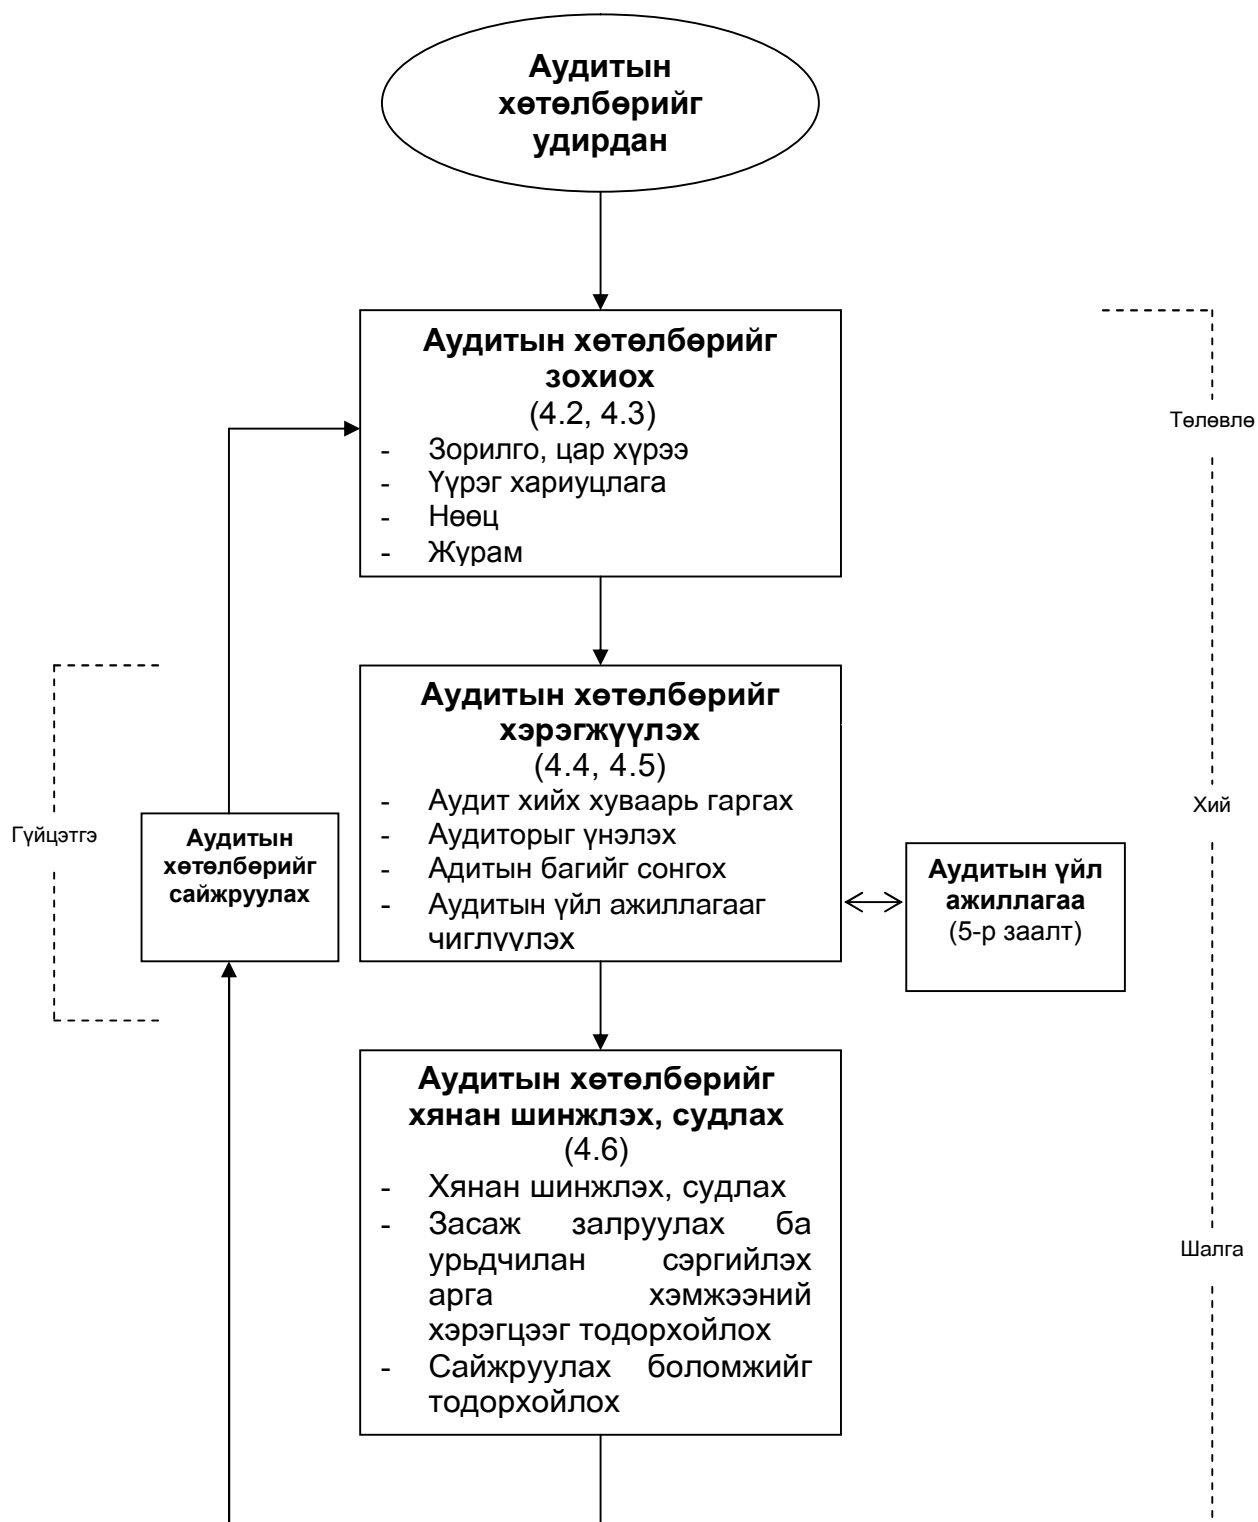 Аудитын
хөтөлбөрийг
удирдан
Аудитын хөтөлбөрийг
зохиох
(4.2, 4.3)
- Зорилго, цар хүрээ
- Үүрэг хариуцлага
- Нөөц
- Журам
Төлөвлө
Аудитын хөтөлбөрийг
хэрэгжүүлэх
(4.4, 4.5)
- Аудит хийх хуваарь гаргах
- Аудиторыг үнэлэх
- Адитын багийг сонгох
- Аудитын үйл ажиллагааг
чиглүүлэх
Хий
Гүйцэтгэ
Аудитын
хөтөлбөрийг
сайжруулах
Аудитын үйл
ажиллагаа
(5-р заалт)
Аудитын хөтөлбөрийг
хянан шинжлэх, судлах
(4.6)
- Хянан шинжлэх, судлах
- Засаж залруулах ба
урьдчилан сэргийлэх
арга хэмжээний
хэрэгцээг тодорхойлох
- Сайжруулах боломжийг
тодорхойлох
Шалга